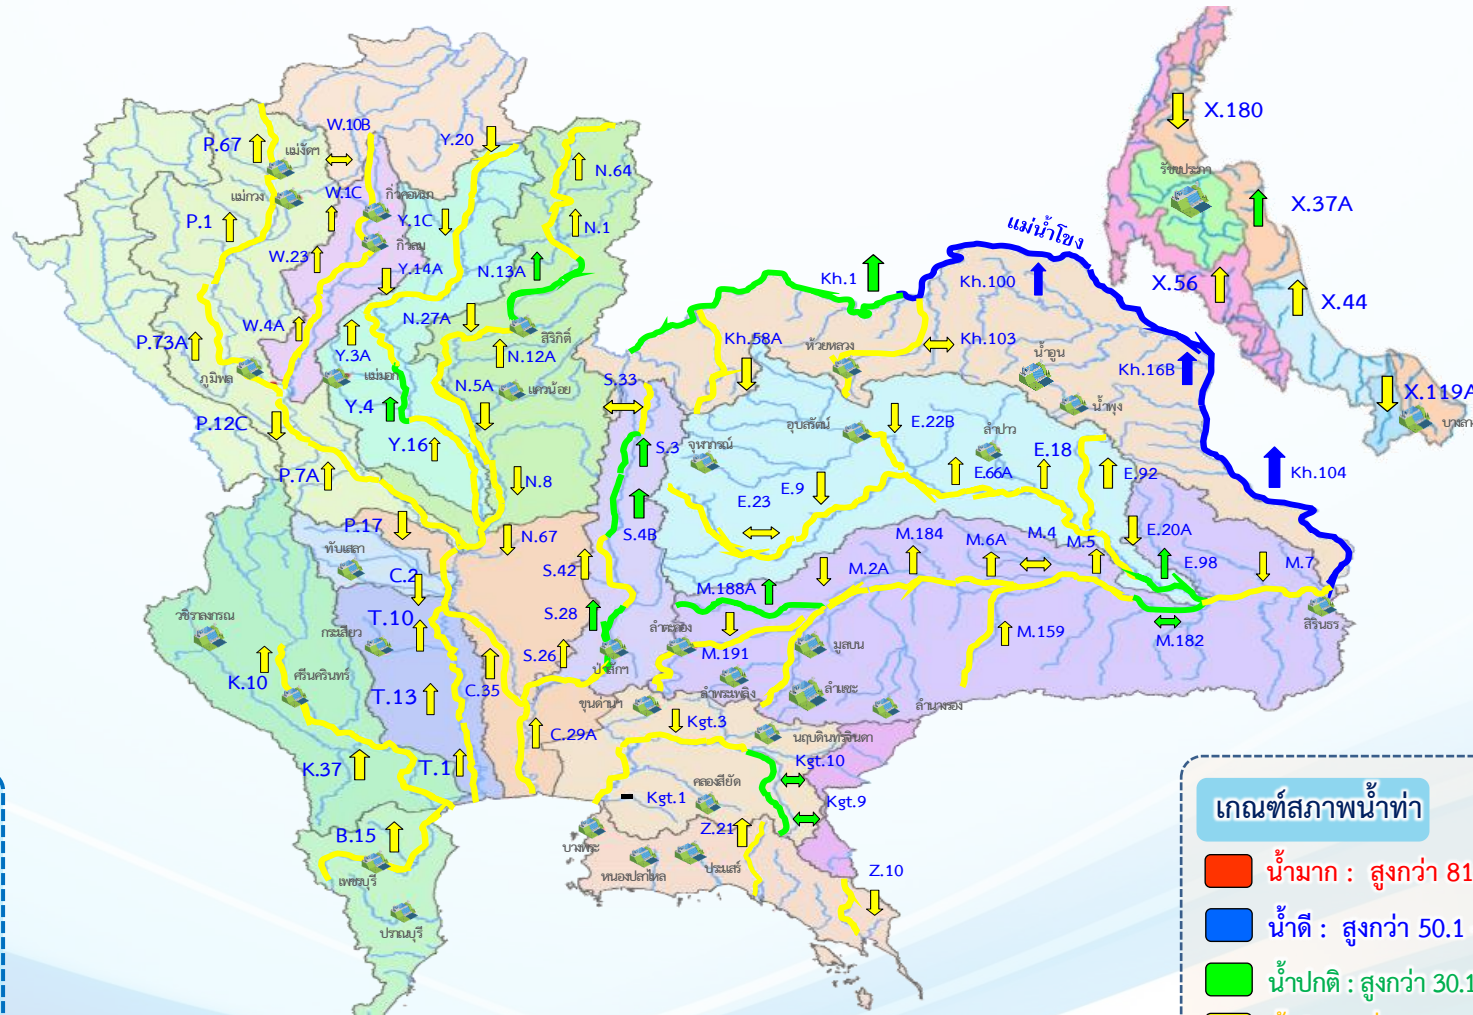 X.180
W.10B
Y.20
P.67
แม่งัดฯ
N.64
รัชชประภา
แม่กวง
W.1C
กิ่วคอหมา
X.37A
P.1
Y.1C
N.1
แม่น้ำโขง
กิ่วลม
W.23
Y.14A
N.13A
Kh.1
Kh.100
X.56
X.44
W.4A
N.27A
สิริกิติ์
Kh.58A
ห้วยหลวง
Kh.103
P.73A
Y.3A
N.12A
น้ำอูน
Kh.16B
ภูมิพล
แม่มอก
N.5A
แควน้อย
S.33
X.119A
Y.4
น้ำพุง
บางลาง
P.12C
Y.16
S.3
จุฬาภรณ์
อุบลรัตน์
E.22B
ลำปาว
E.18
P.7A
N.8
E.23
E.9
E.66A
E.92
Kh.104
P.17
N.67
S.4B
M.184
M.6A
M.4
M.5
E.20A
ทับเสลา
C.2
S.42
M.188A
M.2A
E.98
M.7
วชิราลงกรณ
กระเสียว
T.10
S.28
ลำตะคอง
มูลบน
M.159
M.182
สิรินธร
K.10
ศรีนครินทร์
T.13
C.35
S.26
ป่าสักฯ
M.191
ลำพระเพลิง
ลำแซะ
ลำนางรอง
ขุนด่านฯ
Kgt.3
นฤบดินทรจินดา
C.29A
K.37
T.1
คลองสียัด
Kgt.10
Kgt.1
Kgt.9
B.15
Z.21
บางพระ
หนองปลาไหล
ประแสร์
Z.10
เพชรบุรี
ปราณบุรี
เกณฑ์สภาพน้ำท่า
น้ำมาก : สูงกว่า 81
น้ำดี : สูงกว่า 50.1
น้ำปกติ : สูงกว่า 30.1